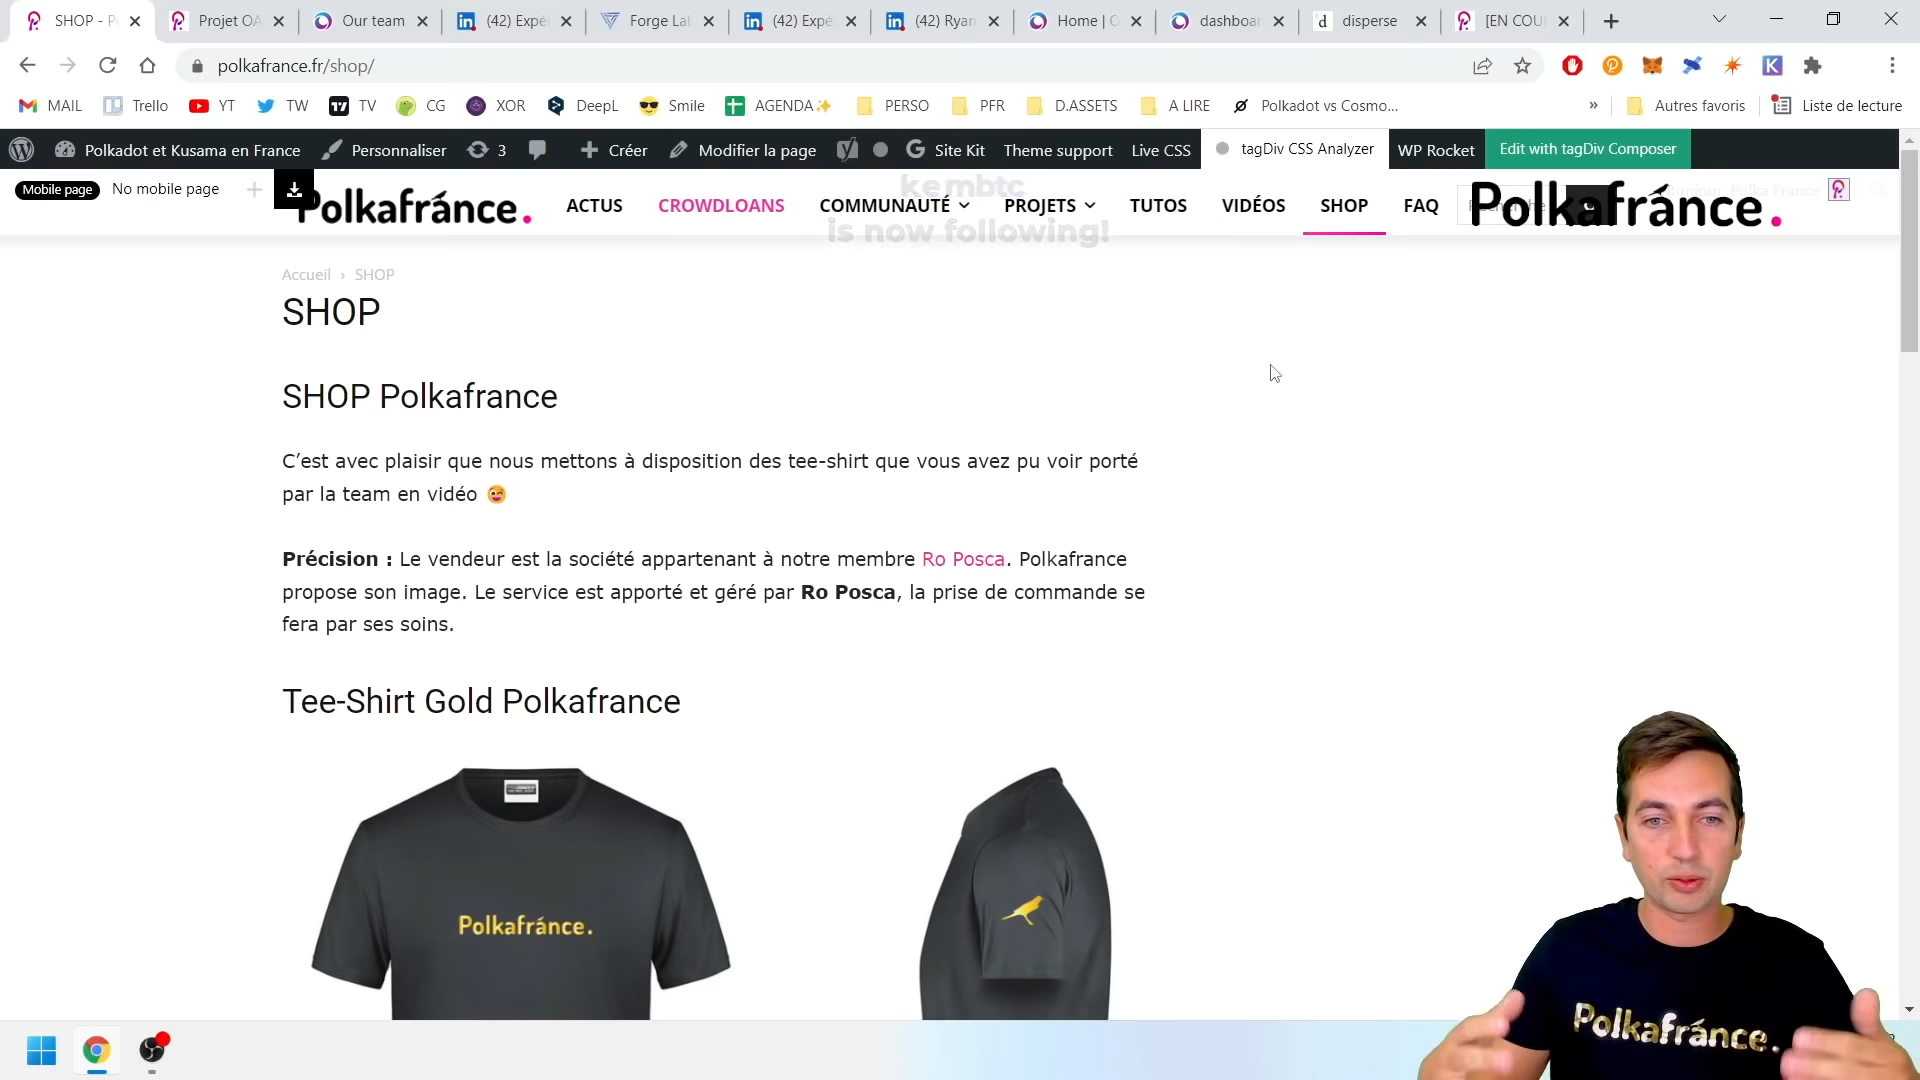 SHOP - P
Projet OA
Our team
(42) Expé
Forge Lab
(42) Expé
(42) Ryan
Home | O
dashboar
disperse
[EN COU
polkafrance.fr/shop/
MAIL
Trello
YT
TW
TV
CG
XOR
DeepL
Smile
AGENDA✨
PERSO
PFR
D.ASSETS
A LIRE
Polkadot vs Cosmo...
»
Autres favoris
Liste de lecture
Polkadot et Kusama en France
Personnaliser
3
Créer
Modifier la page
Site Kit
Theme support
Live CSS
tagDiv CSS Analyzer
WP Rocket
Edit with tagDiv Composer
Mobile page
No mobile page
Bonjour, Polka France
kembtc
is now following!
Polkafránce.
ACTUS
CROWDLOANS
COMMUNAUTÉ
PROJETS
TUTOS
VIDÉOS
SHOP
FAQ
Polkafránce.
Accueil › SHOP
SHOP
SHOP Polkafrance
C’est avec plaisir que nous mettons à disposition des tee-shirt que vous avez pu voir porté
par la team en vidéo 🥰
Précision : Le vendeur est la société appartenant à notre membre Ro Posca. Polkafrance
propose son image. Le service est apporté et géré par Ro Posca, la prise de commande se
fera par ses soins.
Tee-Shirt Gold Polkafrance
Polkafránce.
Polkafránce.